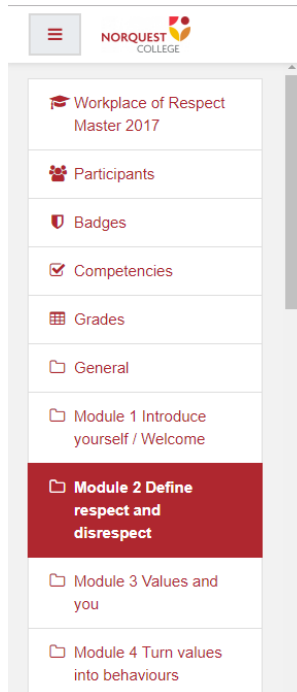 NORQUEST
COLLEGE
Workplace of Respect
Master 2017
Participants
Badges
Competencies
Grades
General
Module 1 Introduce
yourself / Welcome
Module 2 Define
respect and
disrespect
Module 3 Values and
you
Module 4 Turn values
into behaviours